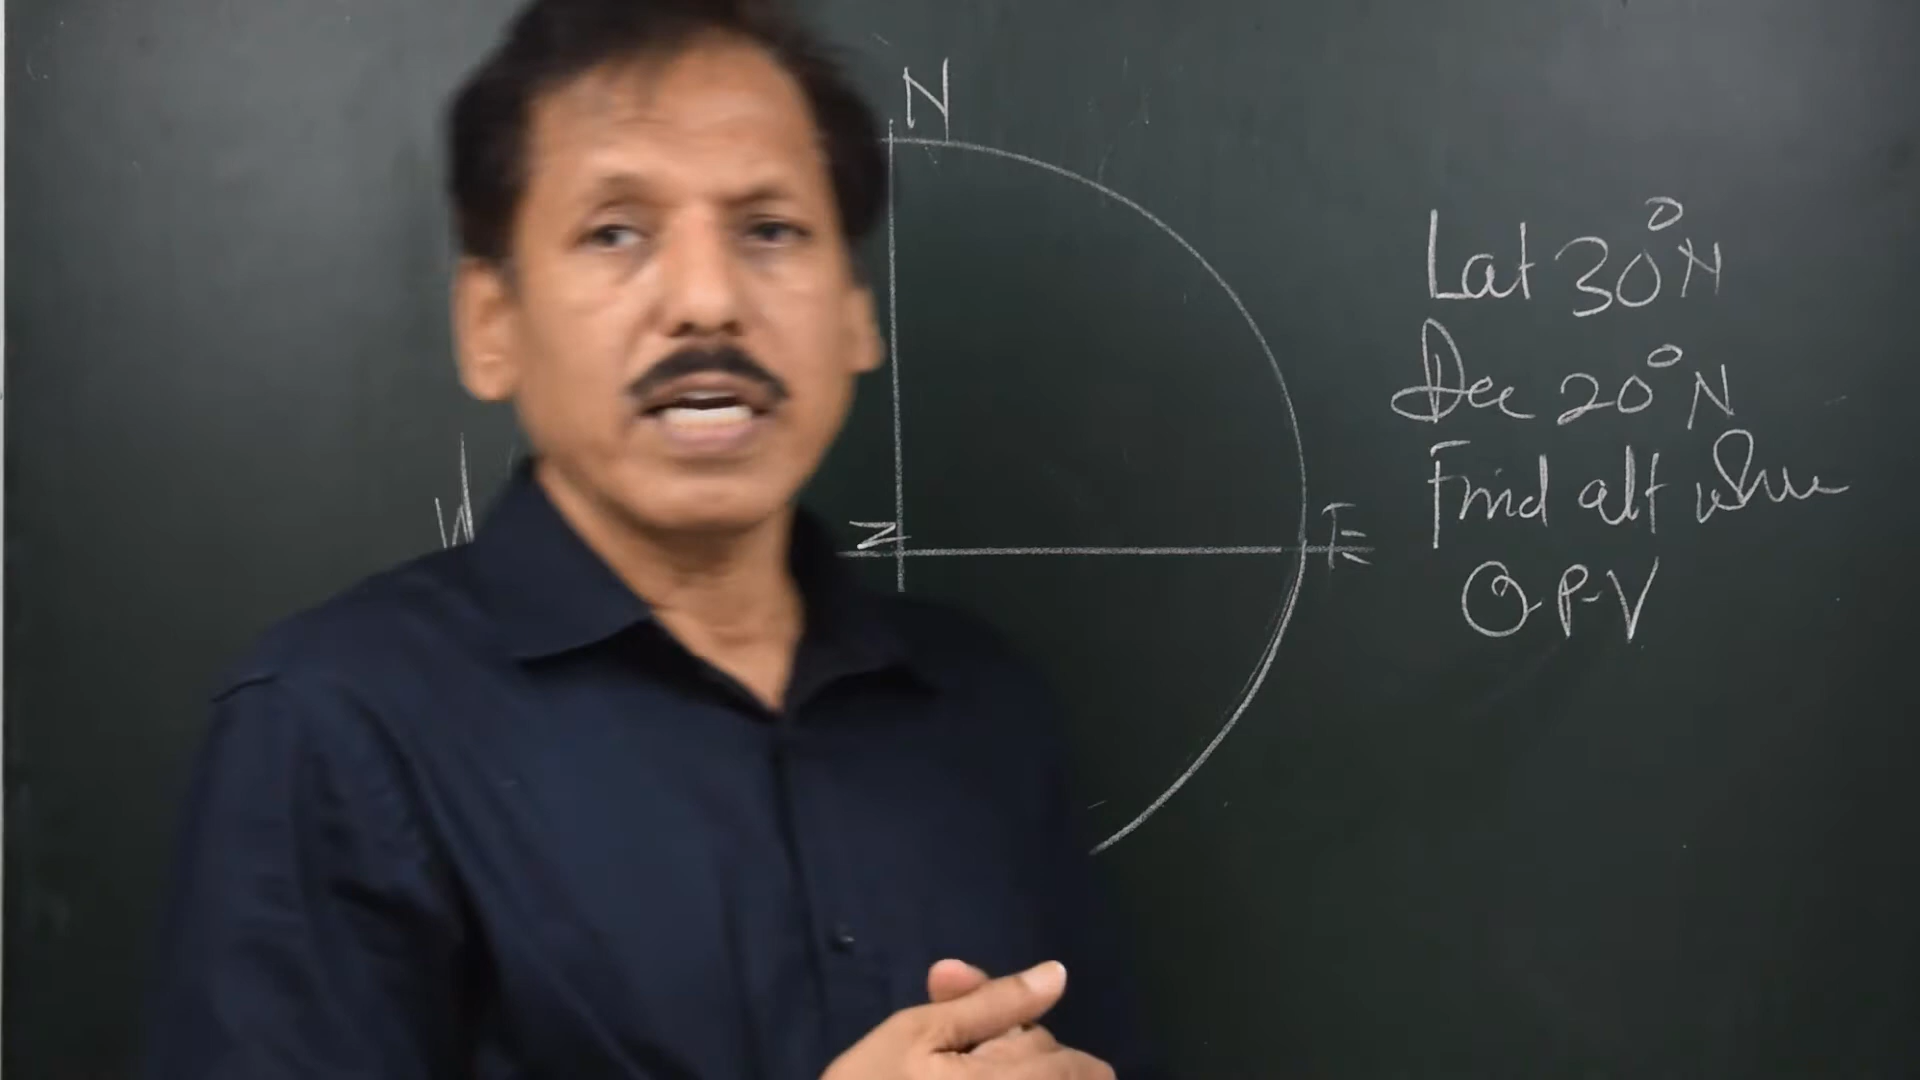 N
W
Z
E
Lat 30° N
Dec 20° N
Find alt when
O P.V